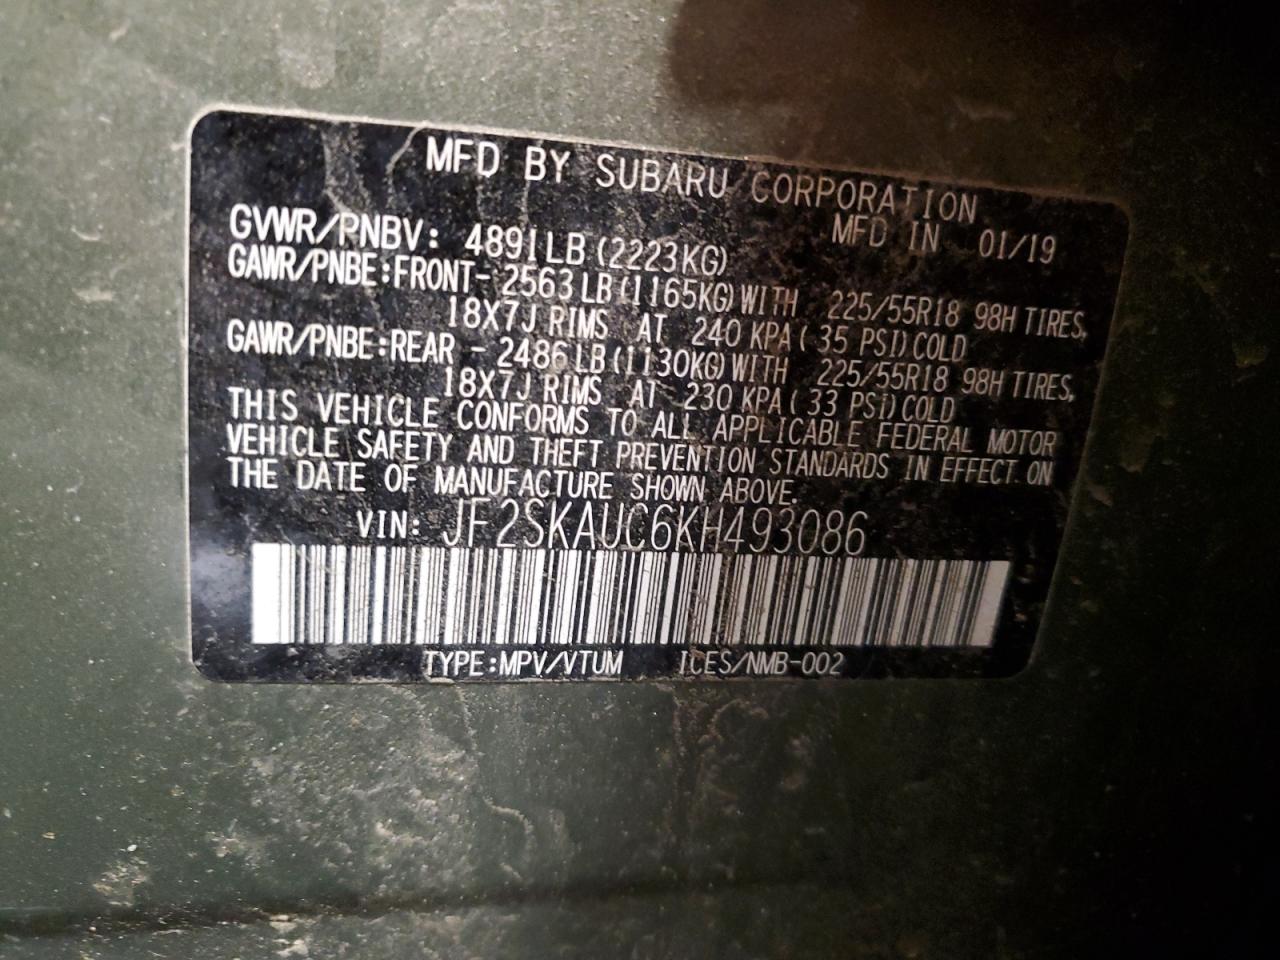 MFD BY SUBARU CORPORATION
MFD IN 01/19
GVWR/PNBV: 4891LB (2223KG)
GAWR/PNBE:FRONT- 2563LB(1165KG)WITH 225/55R18 98H TIRES,
18X7J RIMS AT 240 KPA( 35 PSI)COLD
GAWR/PNBE:REAR - 2486LB(1130KG)WITH 225/55R18 98H TIRES,
18X7J RIMS AT 230 KPA( 33 PSI)COLD
THIS VEHICLE CONFORMS TO ALL APPLICABLE FEDERAL MOTOR
VEHICLE SAFETY AND THEFT PREVENTION STANDARDS IN EFFECT ON
THE DATE OF MANUFACTURE SHOWN ABOVE.
VIN: JF2SKAUC6KH493086
TYPE:MPV/VTUM ICES/NMB-002